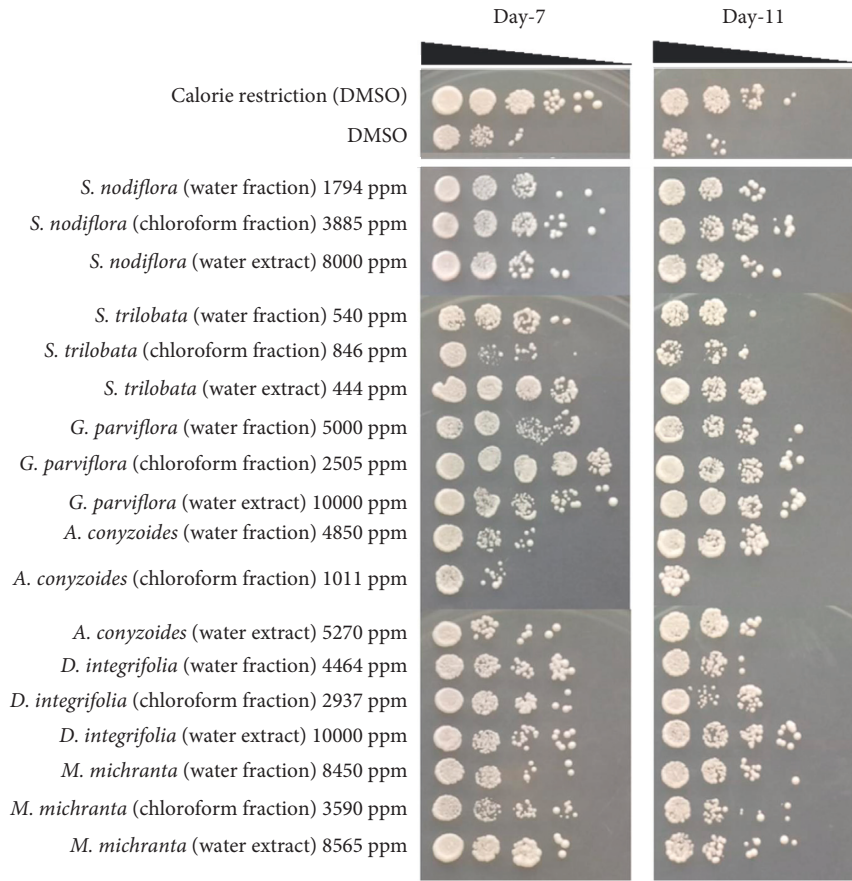 Day-7 Day-11
Calorie restriction (DMSO)
DMSO
S. nodiflora (water fraction) 1794 ppm
S. nodiflora (chloroform fraction) 3885 ppm
S. nodiflora (water extract) 8000 ppm
S. trilobata (water fraction) 540 ppm
S. trilobata (chloroform fraction) 846 ppm
S. trilobata (water extract) 444 ppm
G. parviflora (water fraction) 5000 ppm
G. parviflora (chloroform fraction) 2505 ppm
G. parviflora (water extract) 10000 ppm
A. conyzoides (water fraction) 4850 ppm
A. conyzoides (chloroform fraction) 1011 ppm
A. conyzoides (water extract) 5270 ppm
D. integrifolia (water fraction) 4464 ppm
D. integrifolia (chloroform fraction) 2937 ppm
D. integrifolia (water extract) 10000 ppm
M. michranta (water fraction) 8450 ppm
M. michranta (chloroform fraction) 3590 ppm
M. michranta (water extract) 8565 ppm